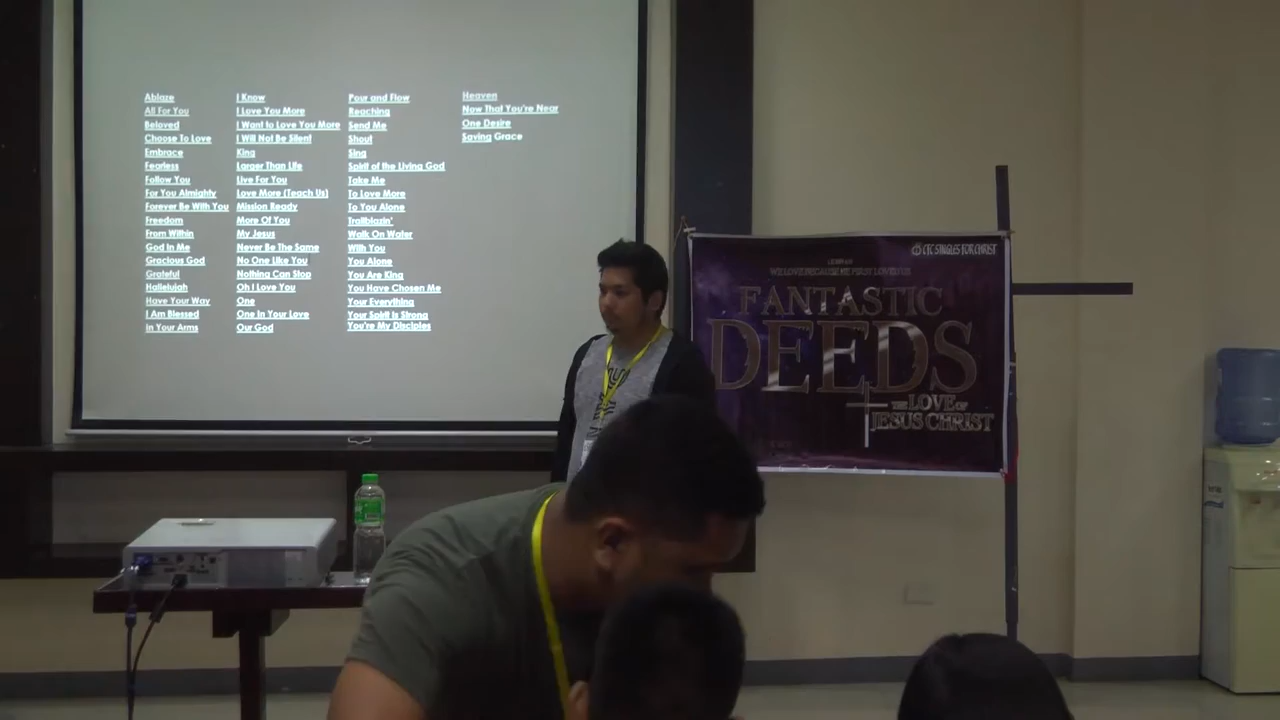 Ablaze
All For You
Beloved
Choose To Love
Embrace
Fearless
Follow You
For You Almighty
Forever Be With You
Freedom
From Within
God In Me
Gracious God
Grateful
Hallelujah
Have Your Way
I Am Blessed
In Your Arms
I Know
I Love You More
I Want to Love You More
I Will Not Be Silent
King
Larger Than Life
Live For You
Love More (Teach Us)
Mission Ready
More Of You
My Jesus
Never Be The Same
No One Like You
Nothing Can Stop
Oh I Love You
One
One In Your Love
Our God
Pour and Flow
Reaching
Send Me
Shout
Sing
Spirit of the Living God
Take Me
To Love More
To You Alone
Trailblazin'
Walk On Water
With You
You Alone
You Are King
You Have Chosen Me
Your Everything
Your Spirit Is Strong
You're My Disciples
Heaven
Now That You're Near
One Desire
Saving Grace
CFC SINGLES FOR CHRIST
WE LOVE BECAUSE HE FIRST LOVED US
FANTASTIC
DEEDS
THE LOVE OF
JESUS CHRIST